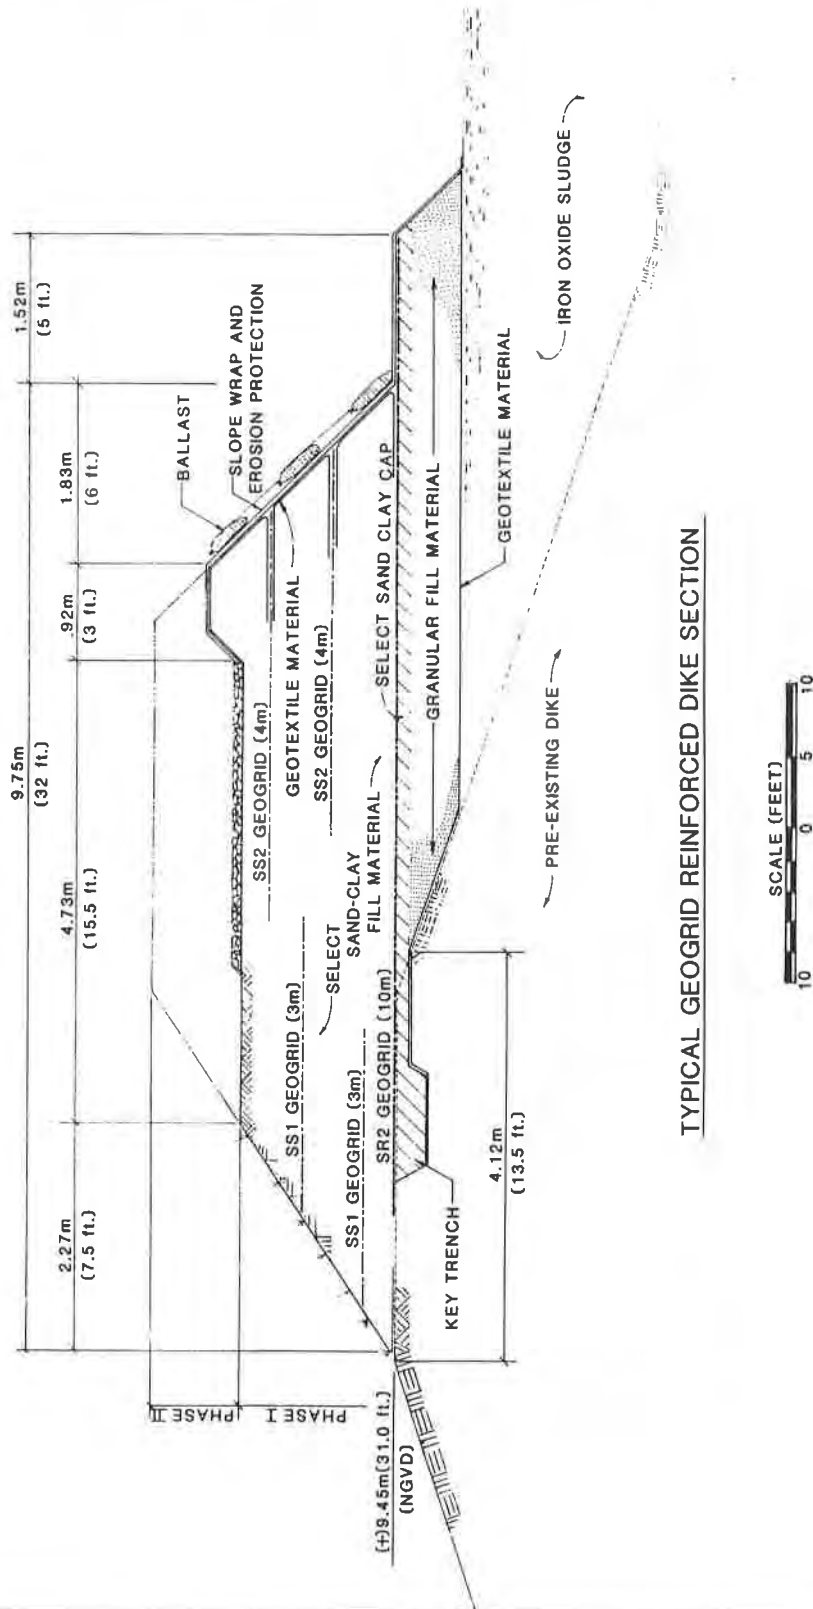 9.75m
(32 ft.)
1.52m
(5 ft.)
2.27m
(7.5 ft.)
4.73m
(15.5 ft.)
.92m
(3 ft.)
1.83m
(6 ft.)
BALLAST
SLOPE WRAP AND
EROSION PROTECTION
PHASE II
PHASE I
SS2 GEOGRID (4m)
GEOTEXTILE MATERIAL
SS2 GEOGRID (4m)
SS1 GEOGRID (3m)
SELECT
SAND-CLAY
FILL MATERIAL
SS1 GEOGRID (3m)
SR2 GEOGRID (10m)
SELECT SAND CLAY CAP
(+)9.45m(31.0 ft.)
(NGVD)
GRANULAR FILL MATERIAL
KEY TRENCH
4.12m
(13.5 ft.)
GEOTEXTILE MATERIAL
PRE-EXISTING DIKE
IRON OXIDE SLUDGE
TYPICAL GEOGRID REINFORCED DIKE SECTION
SCALE (FEET)
10 5 0 5 10